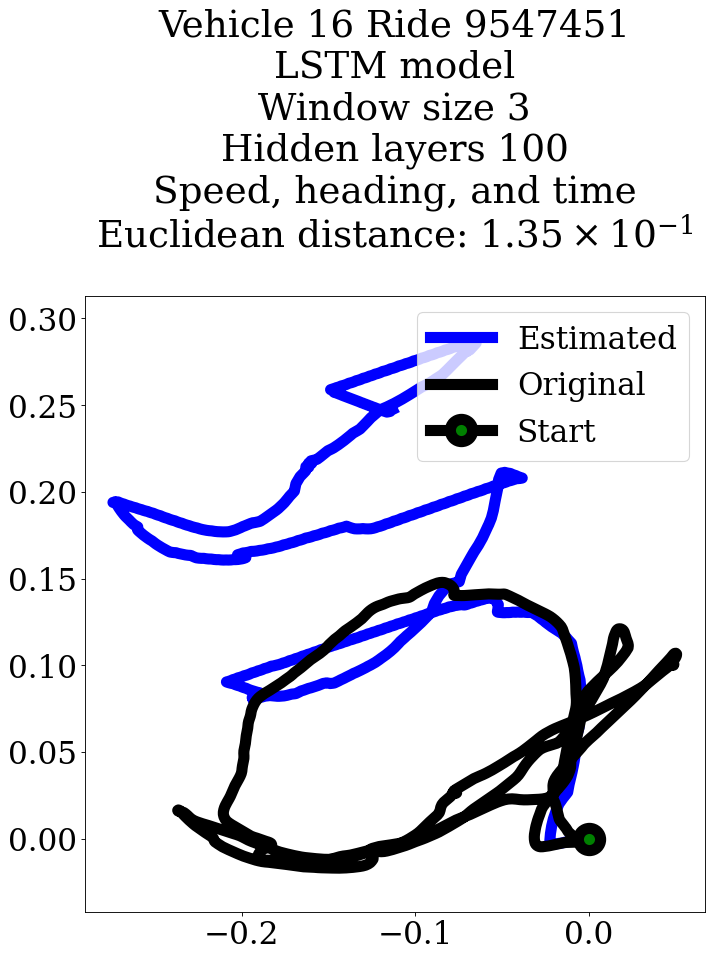 Vehicle 16 Ride 9547451
LSTM model
Window size 3
Hidden layers 100
Speed, heading, and time
Euclidean distance: 1.35 × 10⁻¹
Estimated
Original
Start
0.30
0.25
0.20
0.15
0.10
0.05
0.00
−0.2
−0.1
0.0